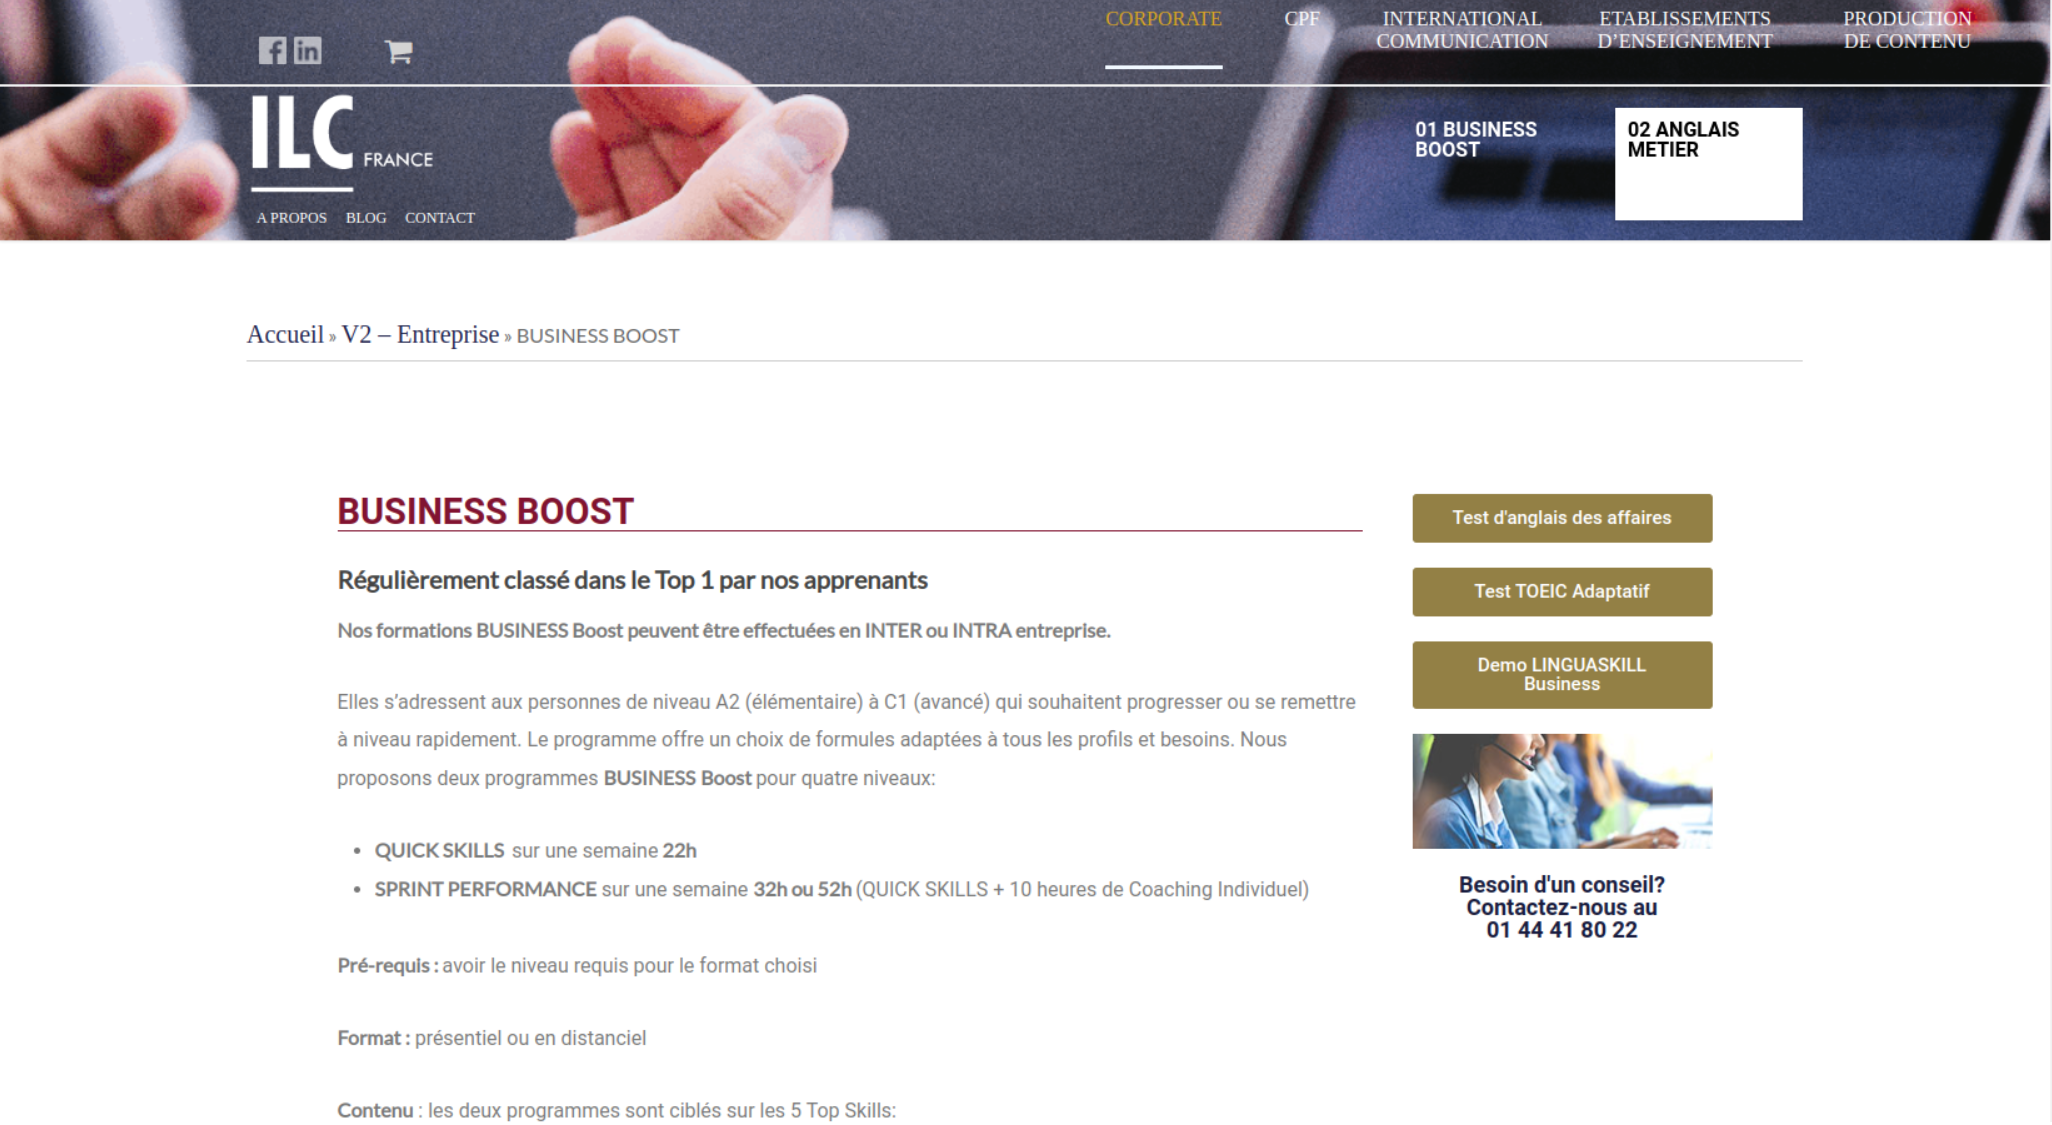 CORPORATE
CPF
INTERNATIONAL
COMMUNICATION
ETABLISSEMENTS
D’ENSEIGNEMENT
PRODUCTION
DE CONTENU
ILC FRANCE
01 BUSINESS
BOOST
02 ANGLAIS
METIER
A PROPOS BLOG CONTACT
Accueil » V2 – Entreprise » BUSINESS BOOST
BUSINESS BOOST
Régulièrement classé dans le Top 1 par nos apprenants
Nos formations BUSINESS Boost peuvent être effectuées en INTER ou INTRA entreprise.
Elles s’adressent aux personnes de niveau A2 (élémentaire) à C1 (avancé) qui souhaitent progresser ou se remettre
à niveau rapidement. Le programme offre un choix de formules adaptées à tous les profils et besoins. Nous
proposons deux programmes BUSINESS Boost pour quatre niveaux:
• QUICK SKILLS sur une semaine 22h
• SPRINT PERFORMANCE sur une semaine 32h ou 52h (QUICK SKILLS + 10 heures de Coaching Individuel)
Pré-requis : avoir le niveau requis pour le format choisi
Format : présentiel ou en distanciel
Contenu : les deux programmes sont ciblés sur les 5 Top Skills:
Test d'anglais des affaires
Test TOEIC Adaptatif
Demo LINGUASKILL
Business
Besoin d'un conseil?
Contactez-nous au
01 44 41 80 22